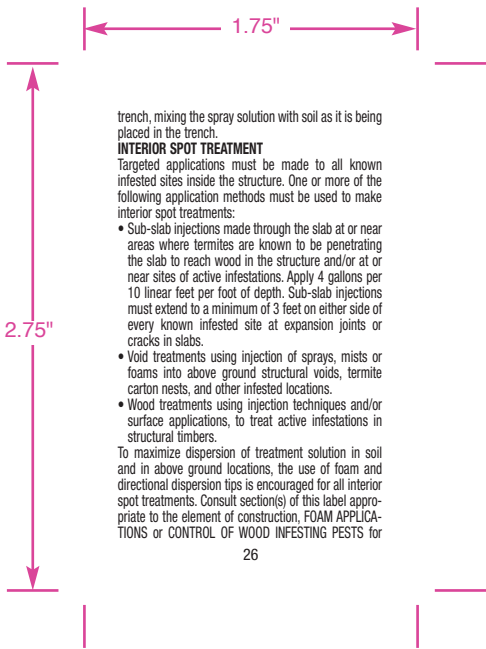 1.75"
2.75"
trench, mixing the spray solution with soil as it is being
placed in the trench.
INTERIOR SPOT TREATMENT
Targeted applications must be made to all known
infested sites inside the structure. One or more of the
following application methods must be used to make
interior spot treatments:
• Sub-slab injections made through the slab at or near
areas where termites are known to be penetrating
the slab to reach wood in the structure and/or at or
near sites of active infestations. Apply 4 gallons per
10 linear feet per foot of depth. Sub-slab injections
must extend to a minimum of 3 feet on either side of
every known infested site at expansion joints or
cracks in slabs.
• Void treatments using injection of sprays, mists or
foams into above ground structural voids, termite
carton nests, and other infested locations.
• Wood treatments using injection techniques and/or
surface applications, to treat active infestations in
structural timbers.
To maximize dispersion of treatment solution in soil
and in above ground locations, the use of foam and
directional dispersion tips is encouraged for all interior
spot treatments. Consult section(s) of this label appro-
priate to the element of construction, FOAM APPLICA-
TIONS or CONTROL OF WOOD INFESTING PESTS for
26